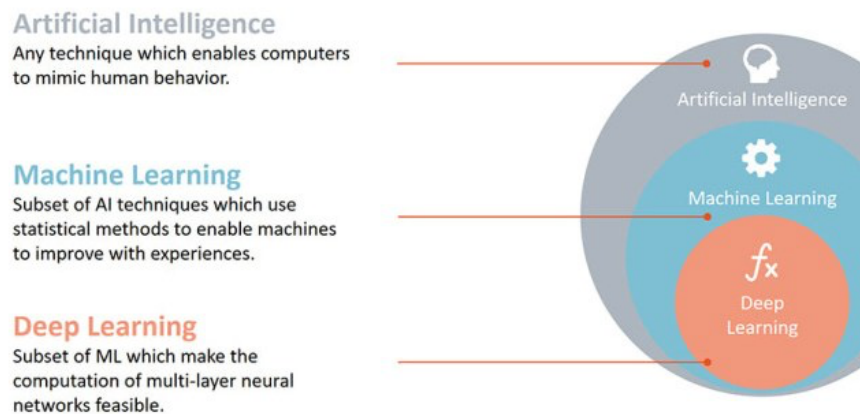 Artificial Intelligence
Any technique which enables computers
to mimic human behavior.
Machine Learning
Subset of AI techniques which use
statistical methods to enable machines
to improve with experiences.
Deep Learning
Subset of ML which make the
computation of multi-layer neural
networks feasible.
Artificial Intelligence
Machine Learning
fx
Deep
Learning